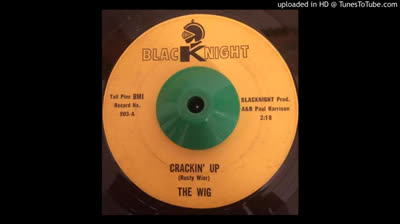 uploaded in HD @ TunesToTube.com
BLACKNIGHT
Tall Pine BMI
Record No.
903-A
BLACKNIGHT Prod.
A&R Paul Harrison
2:18
CRACKIN' UP
(Rusty Wier)
THE WIG